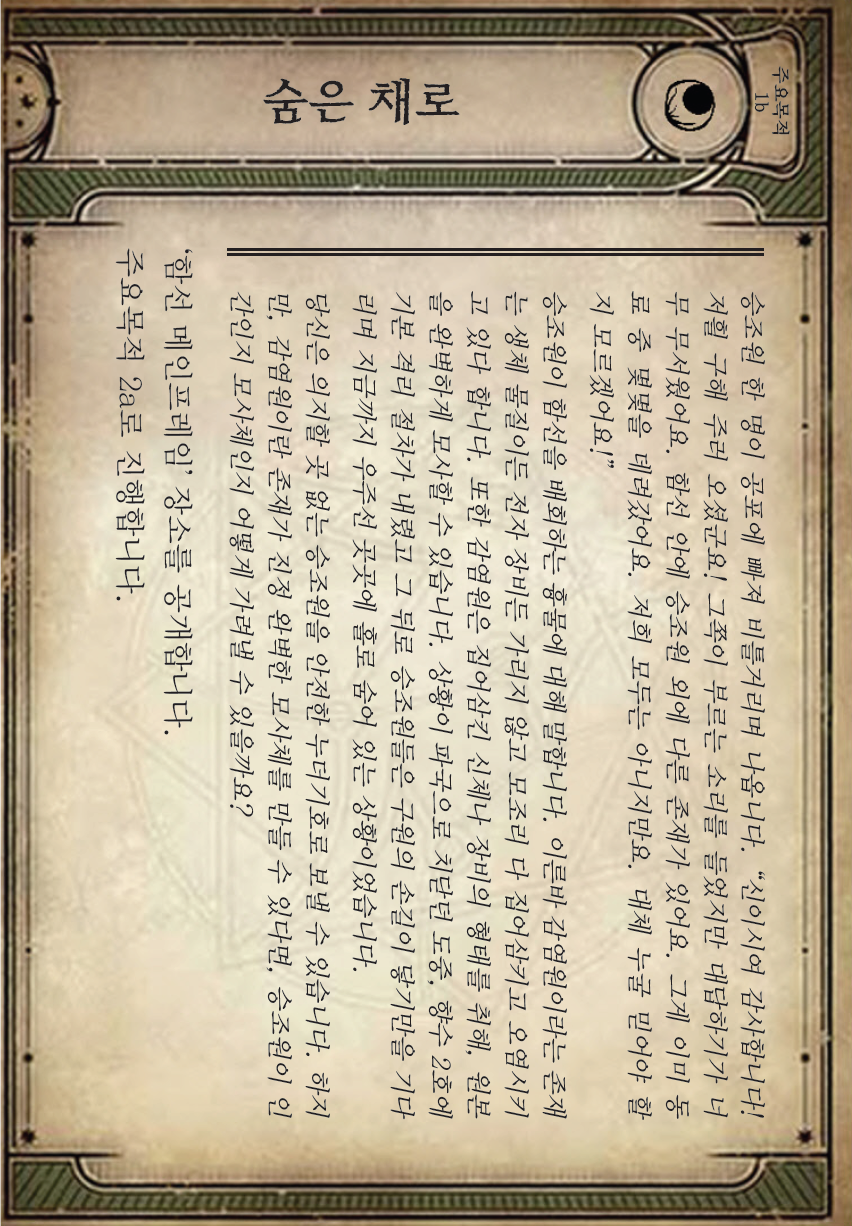 주요목적
1b
숨은 채로
승조원 한 명이 공포에 빠져 비틀거리며 나옵니다. “신이시여 감사합니다!
저흴 구해 주러 오셨군요! 그쪽이 부르는 소리를 들었지만 대답하기가 너
무 무서웠어요. 함선 안에 승조원 외에 다른 존재가 있어요. 그게 이미 동
료 중 몇몇을 데려갔어요. 저희 모두는 아니지만요. 대체 누굴 믿어야 할
지 모르겠어요!”
승조원이 함선을 배회하는 흉물에 대해 말합니다. 이른바 감염원이라는 존재
는 생체 물질이든 전자 장비든 가리지 않고 모조리 다 집어삼키고 오염시키
고 있다 합니다. 또한 감염원은 집어삼킨 신체나 장비의 형태를 취해, 원본
을 완벽하게 모사할 수 있습니다. 상황이 파국으로 치닫던 도중, 향수 2호에
기본 격리 절차가 내렸고 그 뒤로 승조원들은 구원의 손길이 닿기만을 기다
리며 지금까지 우주선 곳곳에 홀로 숨어 있는 상황이었습니다.
당신은 의지할 곳 없는 승조원을 안전한 누더기호로 보낼 수 있습니다. 하지
만, 감염원이란 존재가 진정 완벽한 모사체를 만들 수 있다면, 승조원이 인
간인지 모사체인지 어떻게 가려낼 수 있을까요?
‘함선 메인프레임’ 장소를 공개합니다.
주요목적 2a로 진행합니다.